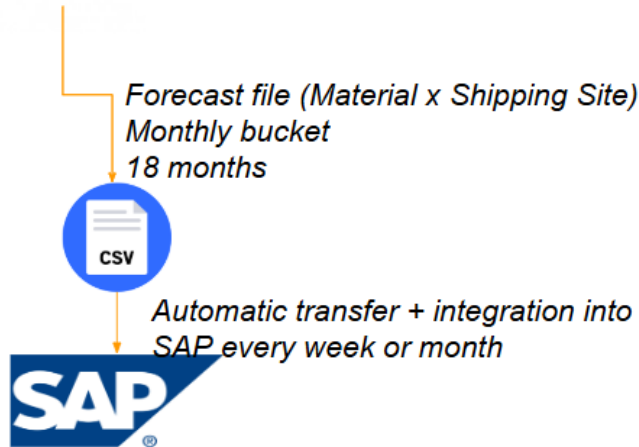 Forecast file (Material x Shipping Site)
Monthly bucket
18 months
CSV
Automatic transfer + integration into
SAP every week or month
SAP
®